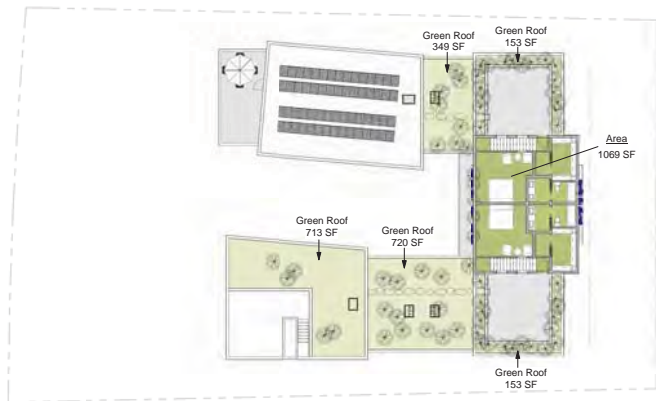 Green Roof
349 SF
Green Roof
153 SF
Area
1069 SF
Green Roof
713 SF
Green Roof
720 SF
Green Roof
153 SF